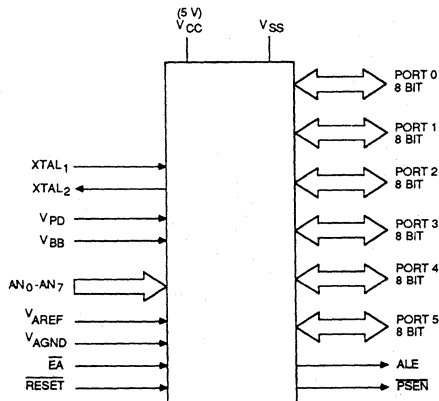 (5 V)
VCC
VSS
PORT 0
8 BIT
PORT 1
8 BIT
XTAL1
XTAL2
PORT 2
8 BIT
VPD
VBB
PORT 3
8 BIT
AN0-AN7
PORT 4
8 BIT
VAREF
VAGND
PORT 5
8 BIT
EA
ALE
RESET
PSEN